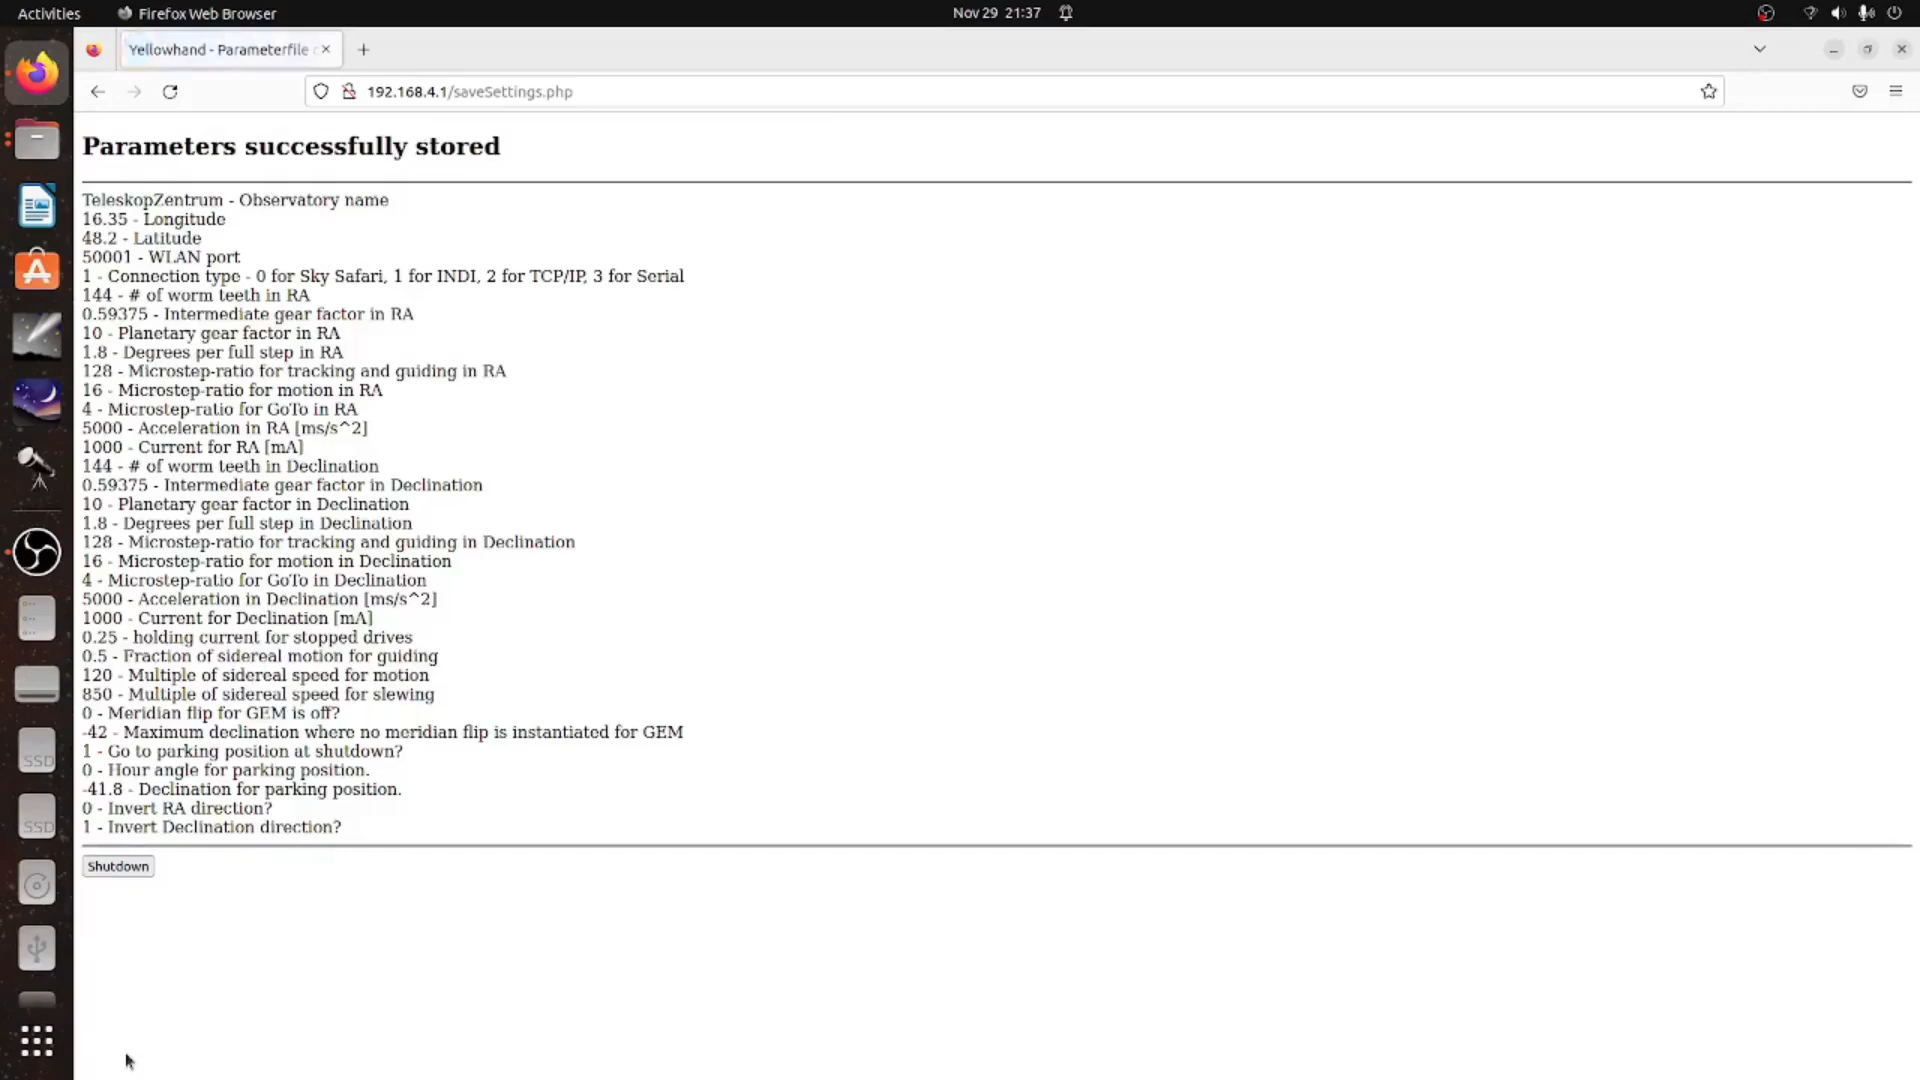 Activities
Firefox Web Browser
Nov 29 21:37
Yellowhand - Parameterfile
192.168.4.1/saveSettings.php
Parameters successfully stored
TeleskopZentrum - Observatory name
16.35 - Longitude
48.2 - Latitude
50001 - WLAN port
1 - Connection type - 0 for Sky Safari, 1 for INDI, 2 for TCP/IP, 3 for Serial
144 - # of worm teeth in RA
0.59375 - Intermediate gear factor in RA
10 - Planetary gear factor in RA
1.8 - Degrees per full step in RA
128 - Microstep-ratio for tracking and guiding in RA
16 - Microstep-ratio for motion in RA
4 - Microstep-ratio for GoTo in RA
5000 - Acceleration in RA [ms/s^2]
1000 - Current for RA [mA]
144 - # of worm teeth in Declination
0.59375 - Intermediate gear factor in Declination
10 - Planetary gear factor in Declination
1.8 - Degrees per full step in Declination
128 - Microstep-ratio for tracking and guiding in Declination
16 - Microstep-ratio for motion in Declination
4 - Microstep-ratio for GoTo in Declination
5000 - Acceleration in Declination [ms/s^2]
1000 - Current for Declination [mA]
0.25 - holding current for stopped drives
0.5 - Fraction of sidereal motion for guiding
120 - Multiple of sidereal speed for motion
850 - Multiple of sidereal speed for slewing
0 - Meridian flip for GEM is off?
-42 - Maximum declination where no meridian flip is instantiated for GEM
1 - Go to parking position at shutdown?
0 - Hour angle for parking position.
-41.8 - Declination for parking position.
0 - Invert RA direction?
1 - Invert Declination direction?
Shutdown
SSD
SSD